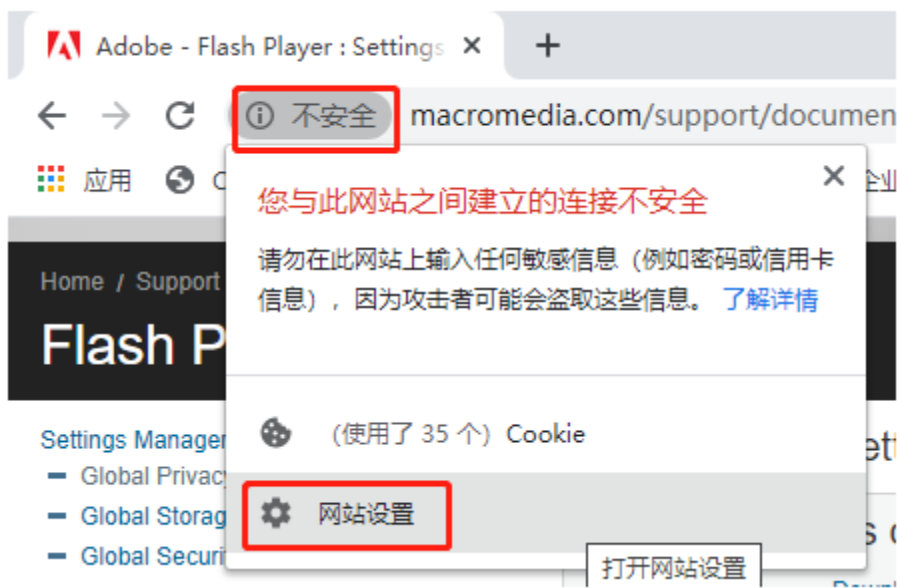 Adobe - Flash Player : Settings
不安全 macromedia.com/support/documen
应用
您与此网站之间建立的连接不安全
请勿在此网站上输入任何敏感信息（例如密码或信用卡
信息），因为攻击者可能会盗取这些信息。 了解详情
Home / Support
Flash P
(使用了 35 个) Cookie
Settings Manager
Global Privac
网站设置
Global Storag
Global Securi
打开网站设置